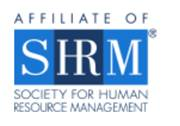 AFFILIATE OF
SHRM®
SOCIETY FOR HUMAN
RESOURCE MANAGEMENT